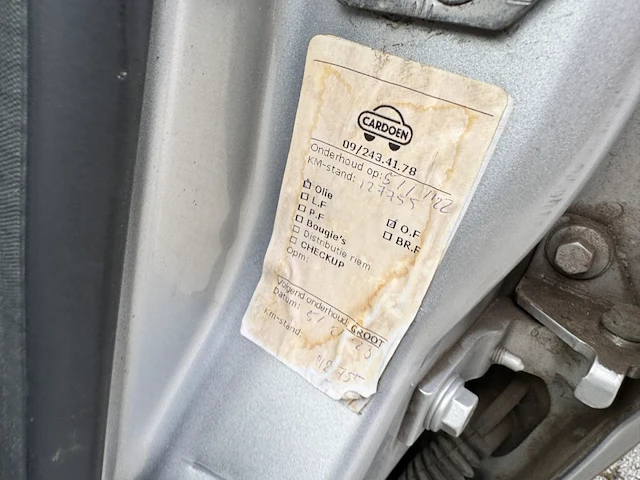 CARDOEN
09/243.41.78
Onderhoud op:
KM-stand: 127755
Olie
O.F
L.F
BR.F
P.F
Bougie's
Distributie riem
CHECKUP
Opm:
Volgend onderhoud GROOT
Datum:
Km-stand: